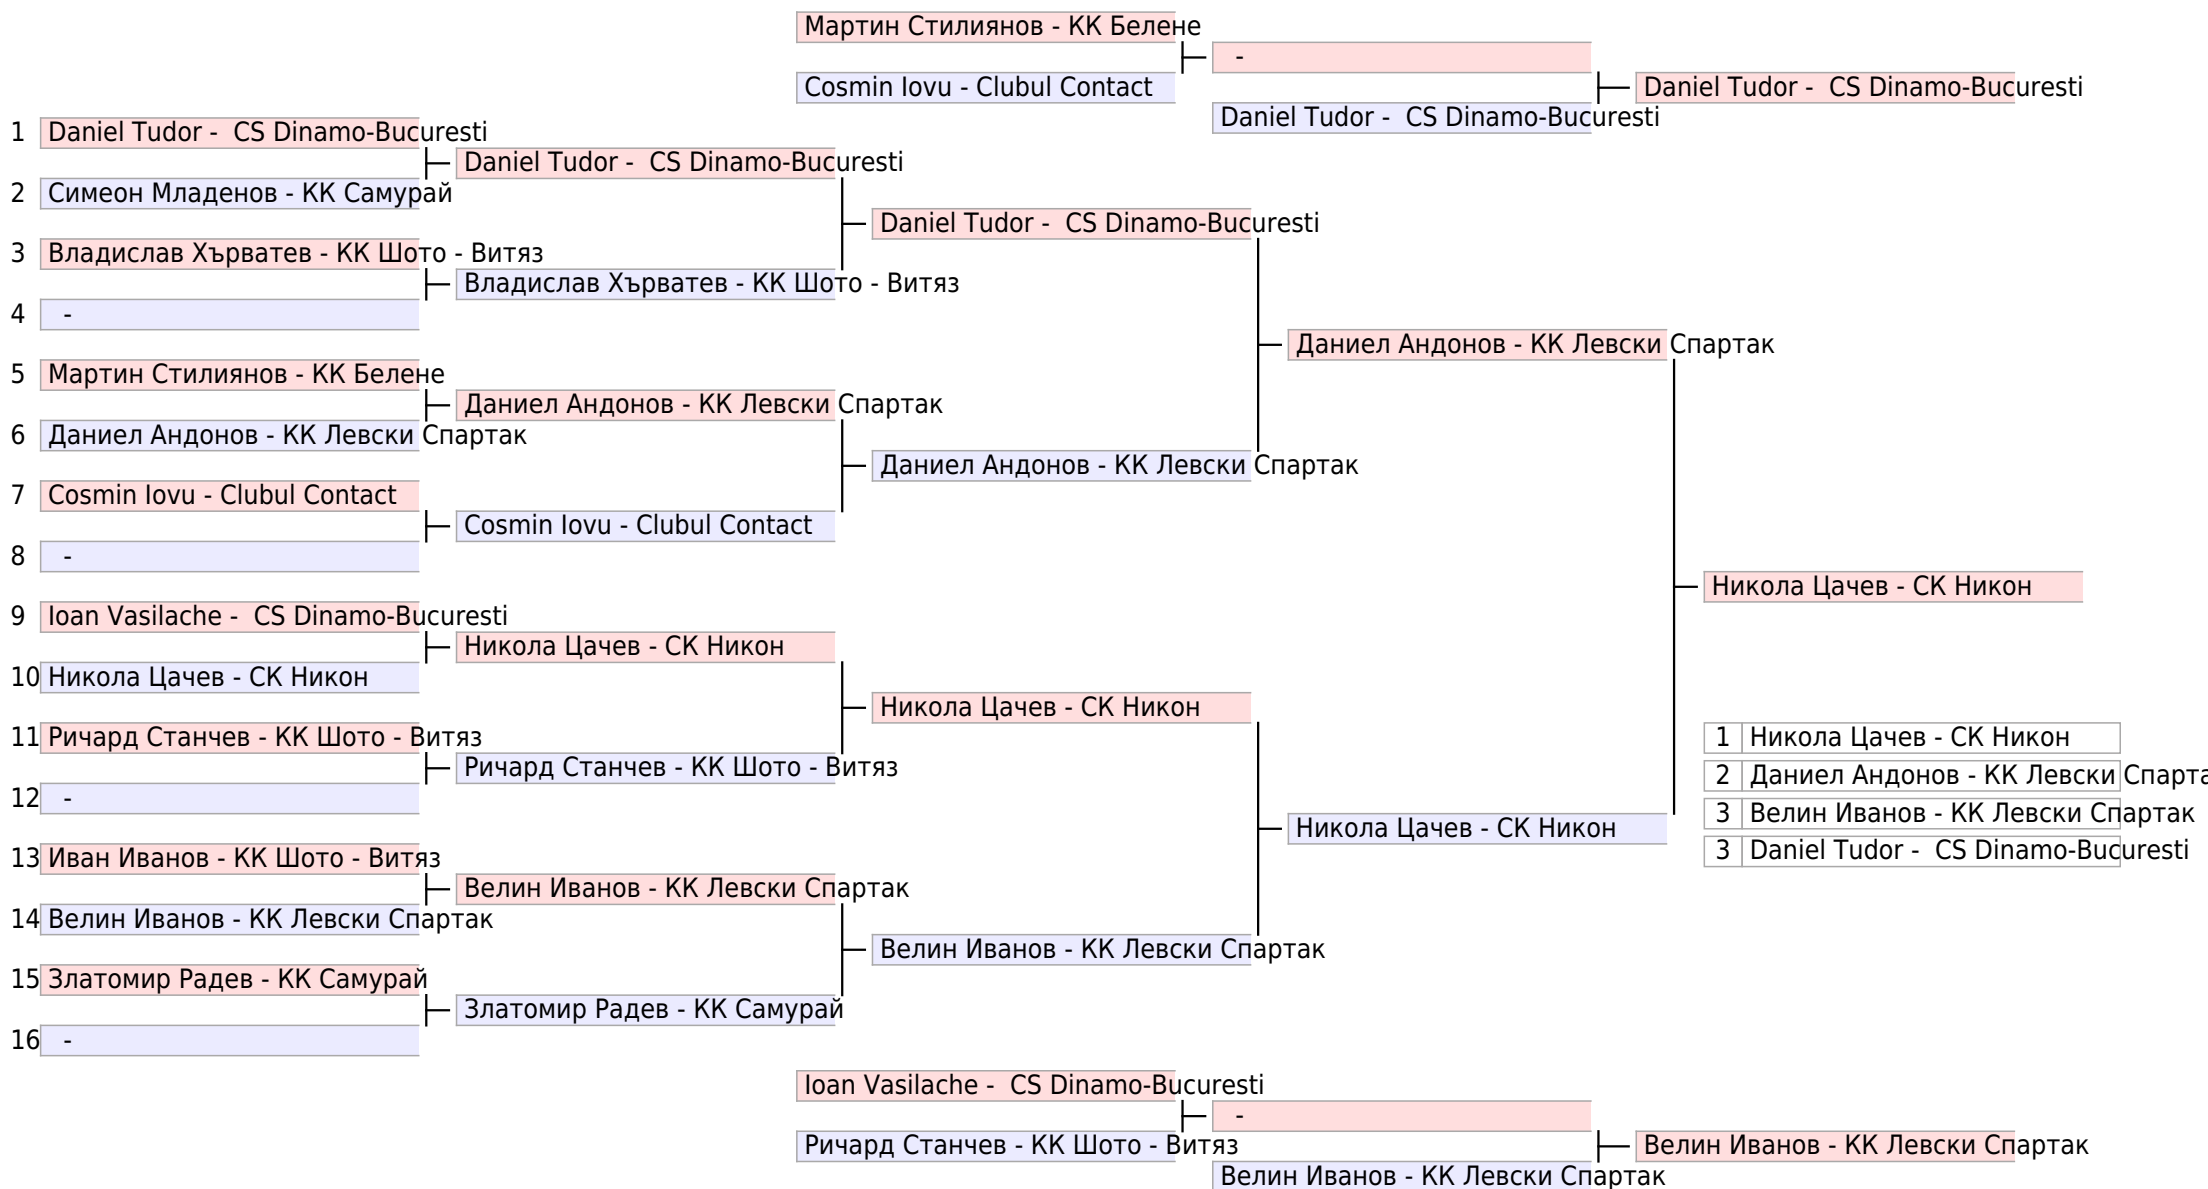 Мартин Стилиянов - КК Белене
-
Cosmin Iovu - Clubul Contact
Daniel Tudor -  CS Dinamo-Bucuresti
Daniel Tudor -  CS Dinamo-Bucuresti
1 Daniel Tudor -  CS Dinamo-Bucuresti
Daniel Tudor -  CS Dinamo-Bucuresti
2 Симеон Младенов - КК Самурай
Daniel Tudor -  CS Dinamo-Bucuresti
3 Владислав Хърватев - КК Шото - Витяз
Владислав Хърватев - КК Шото - Витяз
4 -
Даниел Андонов - КК Левски Спартак
5 Мартин Стилиянов - КК Белене
Даниел Андонов - КК Левски Спартак
6 Даниел Андонов - КК Левски Спартак
Даниел Андонов - КК Левски Спартак
7 Cosmin Iovu - Clubul Contact
Cosmin Iovu - Clubul Contact
8 -
Никола Цачев - СК Никон
9 Ioan Vasilache -  CS Dinamo-Bucuresti
Никола Цачев - СК Никон
10 Никола Цачев - СК Никон
Никола Цачев - СК Никон
11 Ричард Станчев - КК Шото - Витяз
1 Никола Цачев - СК Никон
Ричард Станчев - КК Шото - Витяз
2 Даниел Андонов - КК Левски Спарта
12 -
3 Велин Иванов - КК Левски Спартак
Никола Цачев - СК Никон
3 Daniel Tudor -  CS Dinamo-Bucuresti
13 Иван Иванов - КК Шото - Витяз
Велин Иванов - КК Левски Спартак
14 Велин Иванов - КК Левски Спартак
Велин Иванов - КК Левски Спартак
15 Златомир Радев - КК Самурай
Златомир Радев - КК Самурай
16 -
Ioan Vasilache -  CS Dinamo-Bucuresti
-
Ричард Станчев - КК Шото - Витяз
Велин Иванов - КК Левски Спартак
Велин Иванов - КК Левски Спартак